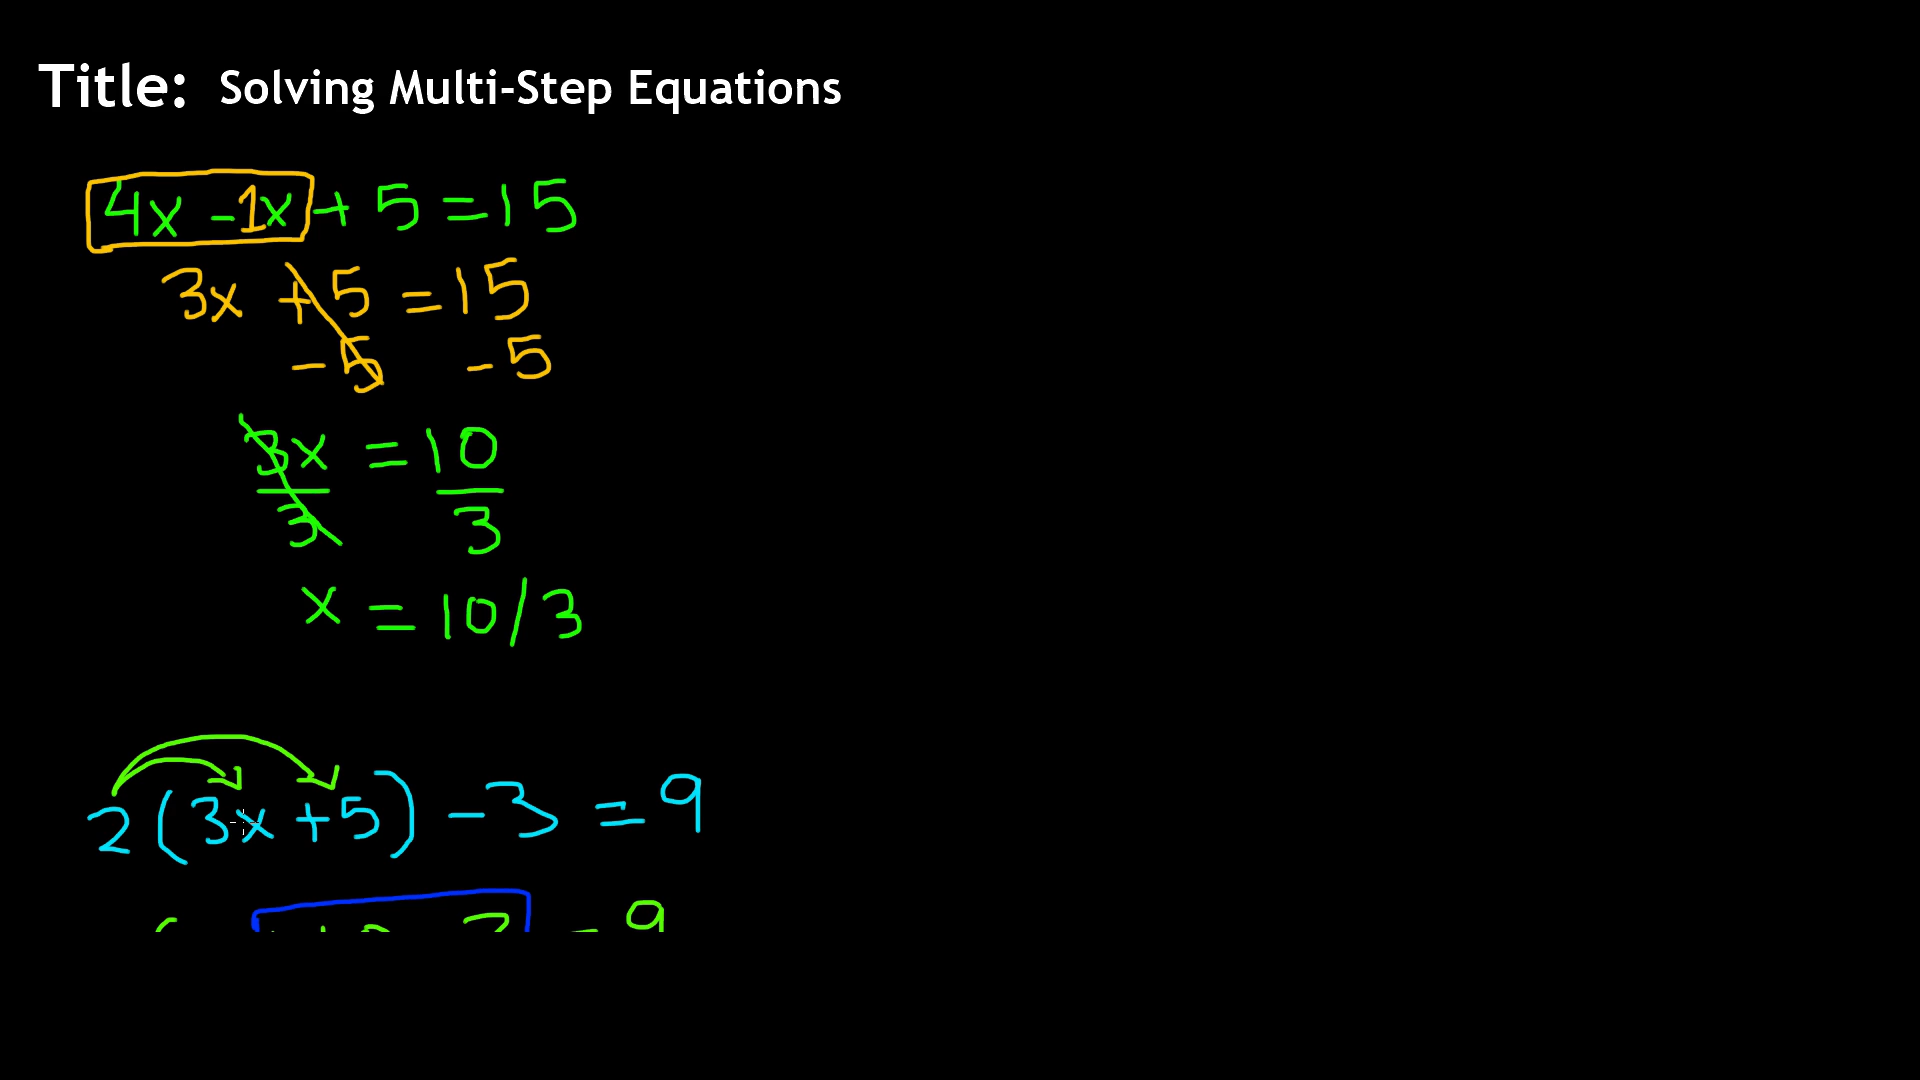 Title: Solving Multi-Step Equations
4x - 1x + 5 = 15
3x + 5 = 15
- 5 - 5
3x = 10
3 3
x = 10/3
2(3x + 5) - 3 = 9